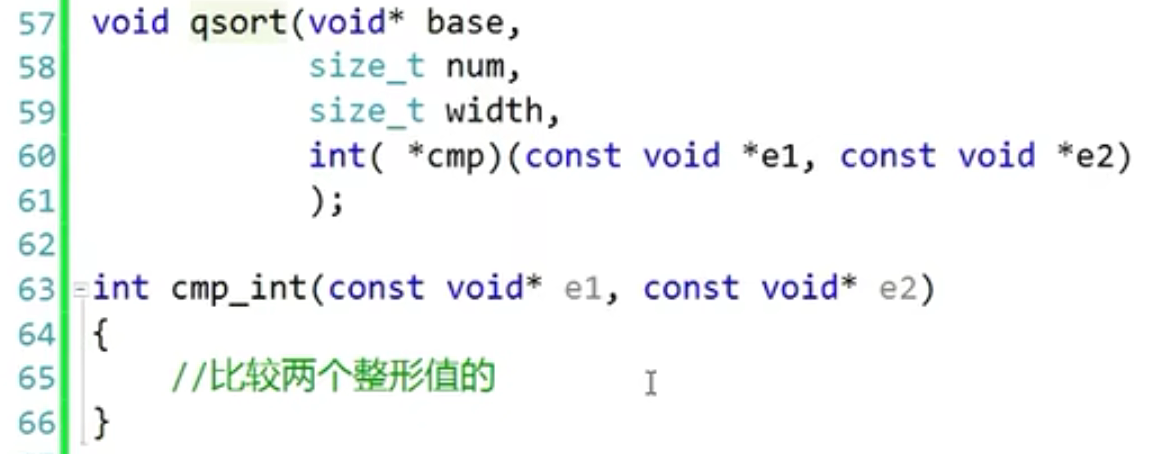 57 void qsort(void* base,
58 size_t num,
59 size_t width,
60 int( *cmp)(const void *e1, const void *e2)
61 );
62
63 int cmp_int(const void* e1, const void* e2)
64 {
65 //比较两个整形值的
66 }